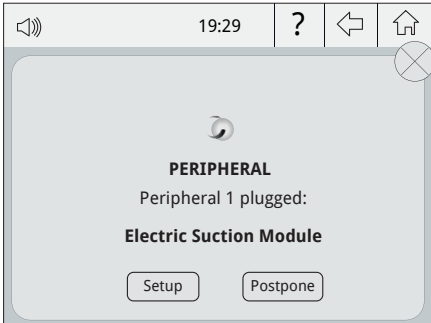 19:29 ?
PERIPHERAL
Peripheral 1 plugged:
Electric Suction Module
Setup Postpone